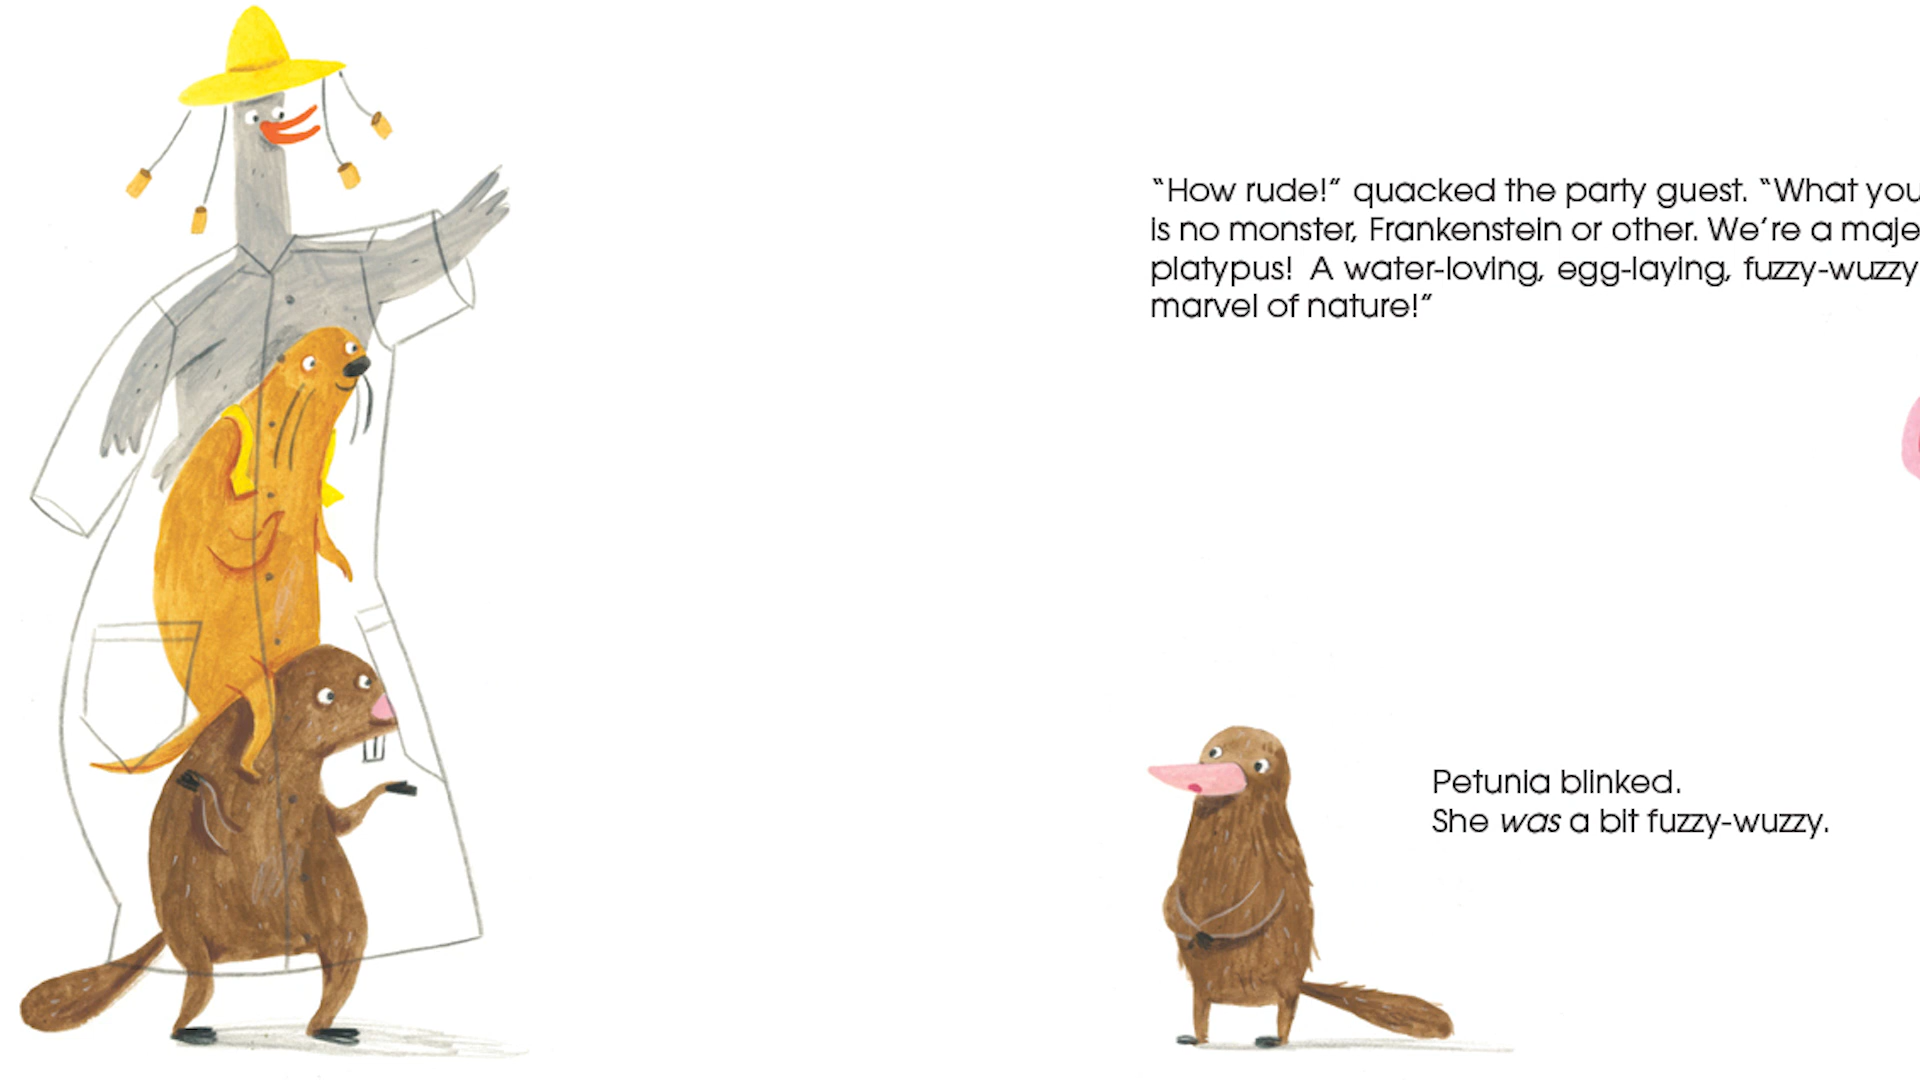 “How rude!” quacked the party guest. “What you
is no monster, Frankenstein or other. We’re a maje
platypus! A water-loving, egg-laying, fuzzy-wuzzy
marvel of nature!”
Petunia blinked.
She was a bit fuzzy-wuzzy.